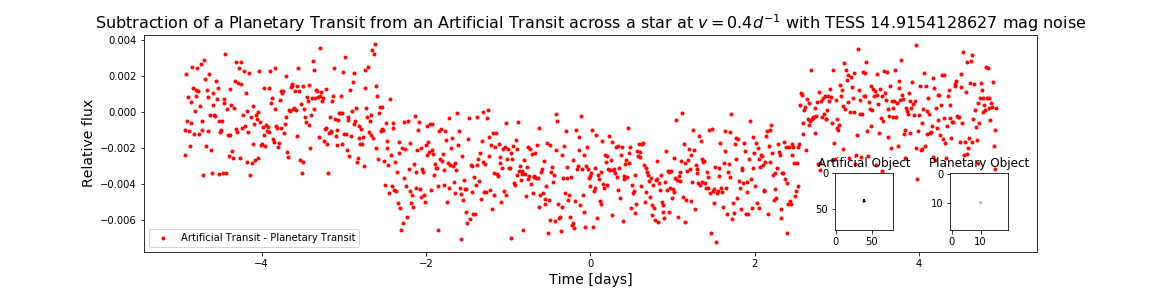 Subtraction of a Planetary Transit from an Artificial Transit across a star at v = 0.4d⁻¹ with TESS 14.9154128627 mag noise
0.004
0.002
0.000
−0.002
−0.004
−0.006
Relative flux
Artificial Transit - Planetary Transit
Artificial Object
0
50
0 50
Planetary Object
0
10
0 10
−4 −2 0 2 4
Time [days]